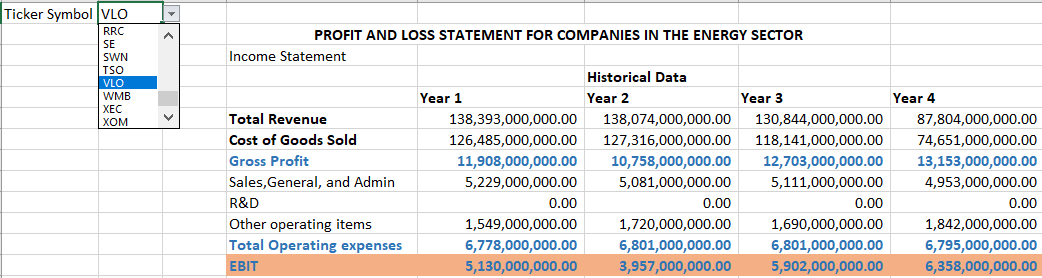 Ticker Symbol VLO
RRC
SE
SWN
TSO
VLO
WMB
XEC
XOM
PROFIT AND LOSS STATEMENT FOR COMPANIES IN THE ENERGY SECTOR
Income Statement
Historical Data
Year 1 Year 2 Year 3 Year 4
Total Revenue 138,393,000,000.00 138,074,000,000.00 130,844,000,000.00 87,804,000,000.00
Cost of Goods Sold 126,485,000,000.00 127,316,000,000.00 118,141,000,000.00 74,651,000,000.00
Gross Profit 11,908,000,000.00 10,758,000,000.00 12,703,000,000.00 13,153,000,000.00
Sales,General, and Admin 5,229,000,000.00 5,081,000,000.00 5,111,000,000.00 4,953,000,000.00
R&D 0.00 0.00 0.00 0.00
Other operating items 1,549,000,000.00 1,720,000,000.00 1,690,000,000.00 1,842,000,000.00
Total Operating expenses 6,778,000,000.00 6,801,000,000.00 6,801,000,000.00 6,795,000,000.00
EBIT 5,130,000,000.00 3,957,000,000.00 5,902,000,000.00 6,358,000,000.00